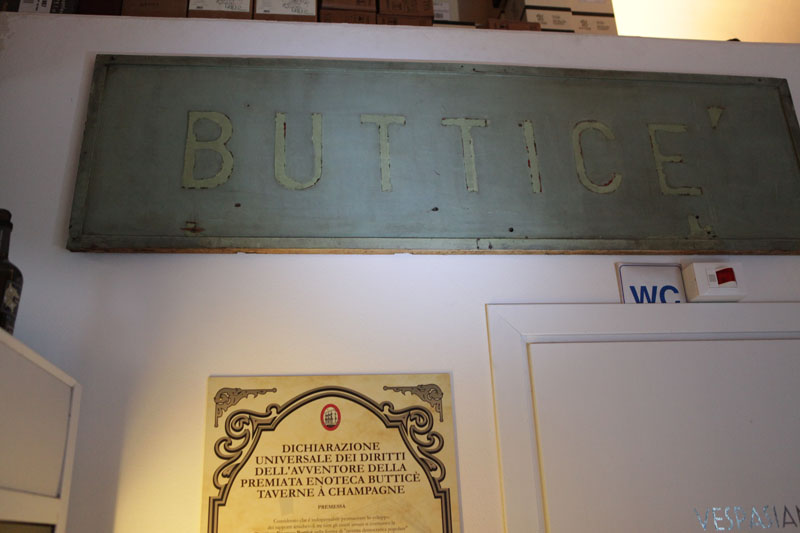 BUTTICE'
WC
DICHIARAZIONE
UNIVERSALE DEI DIRITTI
DELL'AVVENTORE DELLA
PREMIATA ENOTECA BUTTICÈ
TAVERNE À CHAMPAGNE
PREMESSA
VESPASIAN